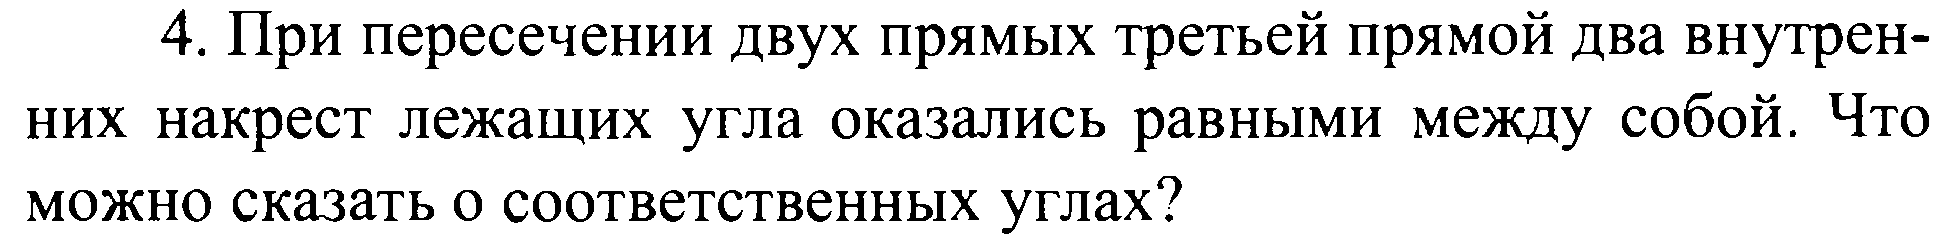 4. При пересечении двух прямых третьей прямой два внутрен-
них накрест лежащих угла оказались равными между собой. Что
можно сказать о соответственных углах?